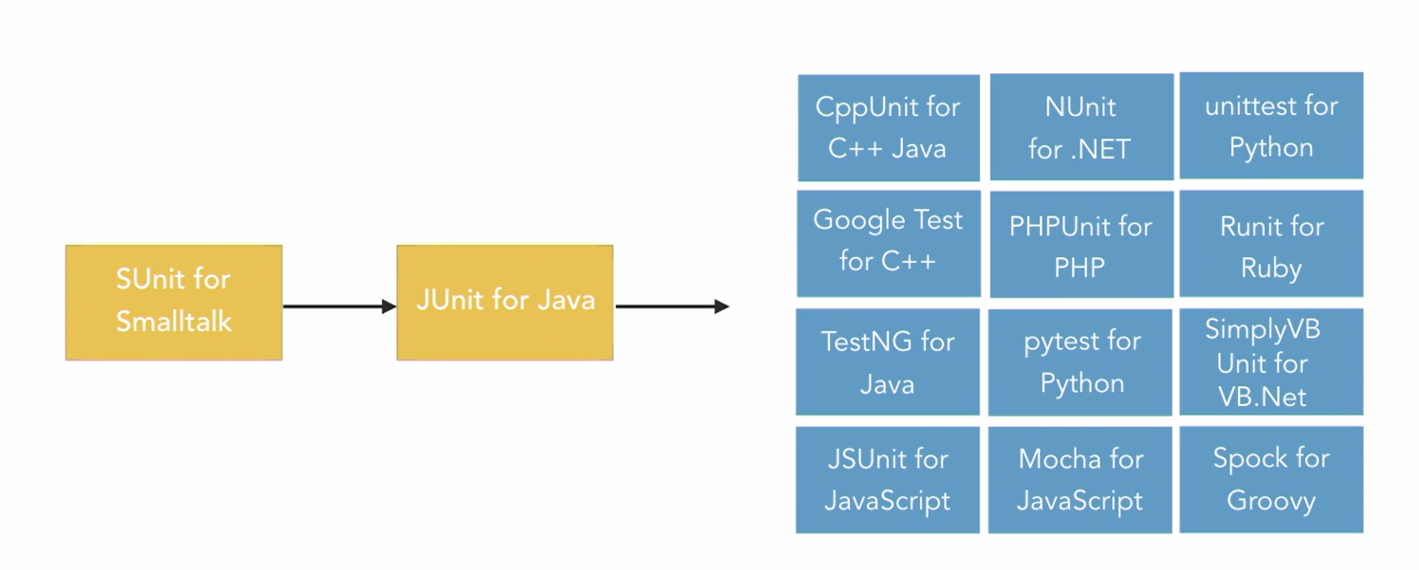 SUnit for
Smalltalk
JUnit for Java
CppUnit for
C++ Java
NUnit
for .NET
unittest for
Python
Google Test
for C++
PHPUnit for
PHP
Runit for
Ruby
TestNG for
Java
pytest for
Python
SimplyVB
Unit for
VB.Net
JSUnit for
JavaScript
Mocha for
JavaScript
Spock for
Groovy